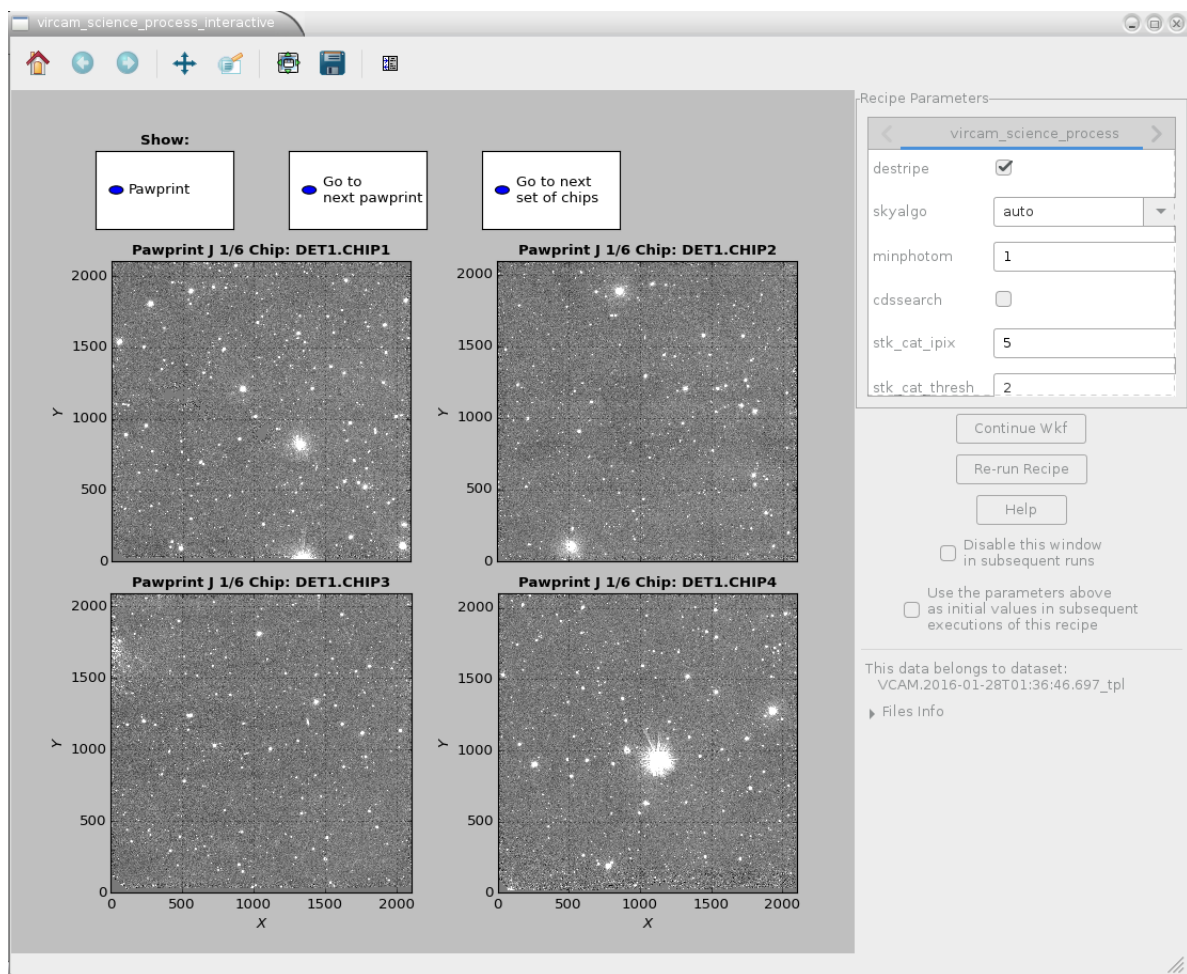 vircam_science_process_interactive
Show:
Pawprint
Go to
next pawprint
Go to next
set of chips
Pawprint J 1/6 Chip: DET1.CHIP1
2000
1500
1000
500
0
Y
Pawprint J 1/6 Chip: DET1.CHIP2
2000
1500
1000
500
0
Y
Pawprint J 1/6 Chip: DET1.CHIP3
2000
1500
1000
500
0
Y
0 500 1000 1500 2000
X
Pawprint J 1/6 Chip: DET1.CHIP4
2000
1500
1000
500
0
Y
0 500 1000 1500 2000
X
Recipe Parameters
vircam_science_process
destripe
skyalgo auto
minphotom 1
cdssearch
stk_cat_ipix 5
stk_cat_thresh 2
Continue Wkf
Re-run Recipe
Help
Disable this window
in subsequent runs
Use the parameters above
as initial values in subsequent
executions of this recipe
This data belongs to dataset:
VCAM.2016-01-28T01:36:46.697_tpl
Files Info